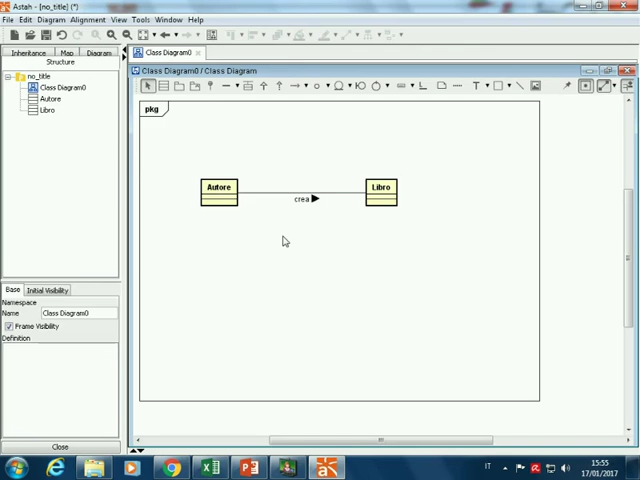 Astah - [no_title] (*)
File Edit Diagram Alignment View Tools Window Help
Inheritance Map Diagram
Structure
Class Diagram0
no_title
Class Diagram0
Autore
Libro
Class Diagram0 / Class Diagram
pkg
Autore
Libro
crea
Base Initial Visibility
Namespace
Name Class Diagram0
Frame Visibility
Definition
Close
IT
15:55
17/01/2017